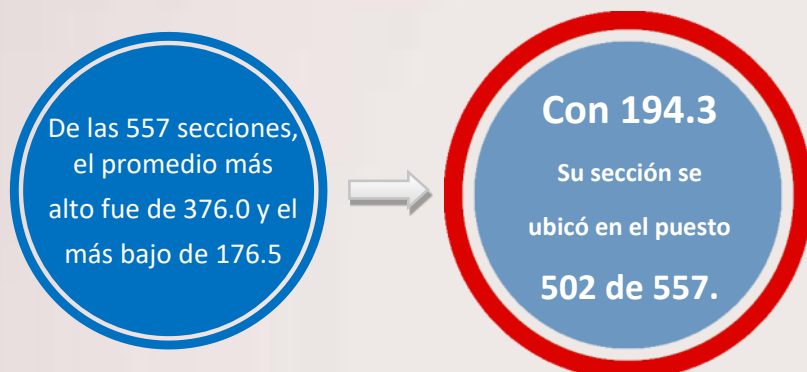 De las 557 secciones,
el promedio más
alto fue de 376.0 y el
más bajo de 176.5
Con 194.3
Su sección se
ubicó en el puesto
502 de 557.